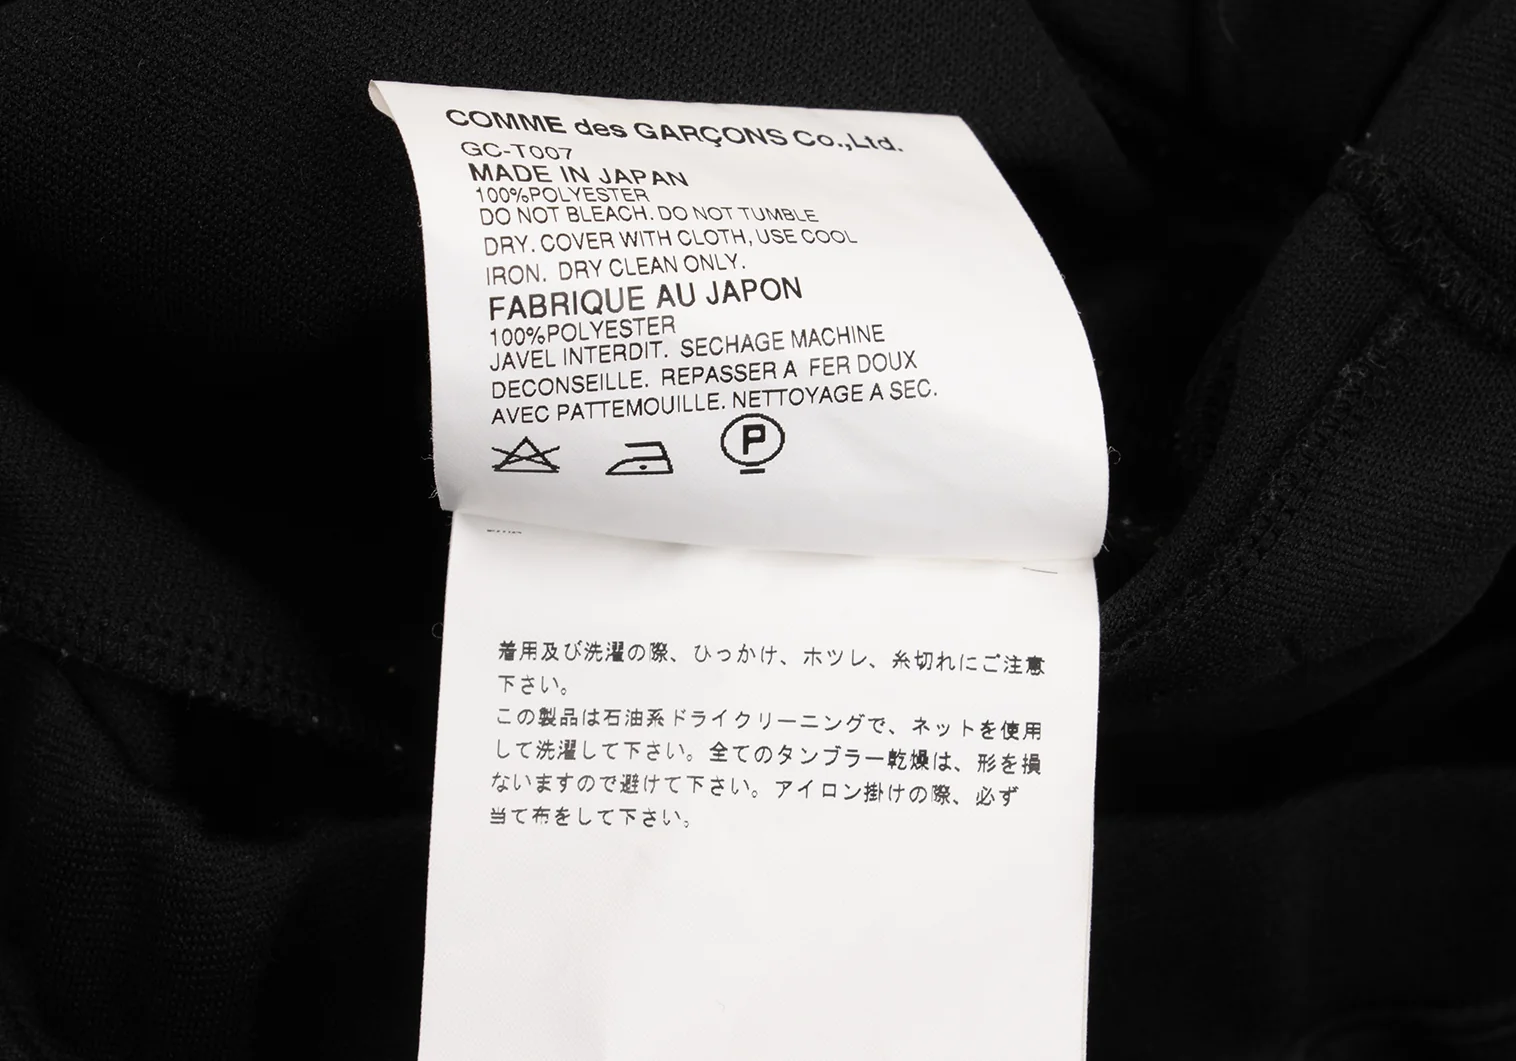 COMME des GARÇONS Co.,Ltd.
GC-T007
MADE IN JAPAN
100%POLYESTER
DO NOT BLEACH. DO NOT TUMBLE
DRY. COVER WITH CLOTH, USE COOL
IRON. DRY CLEAN ONLY.
FABRIQUE AU JAPON
100%POLYESTER
JAVEL INTERDIT. SECHAGE MACHINE
DECONSEILLE. REPASSER A FER DOUX
AVEC PATTEMOUILLE. NETTOYAGE A SEC.
P
着用及び洗濯の際、ひっかけ、ホツレ、糸切れにご注意
下さい。
この製品は石油系ドライクリーニングで、ネットを使用
して洗濯して下さい。全てのタンブラー乾燥は、形を損
ないますので避けて下さい。アイロン掛けの際、必ず
当て布をして下さい。